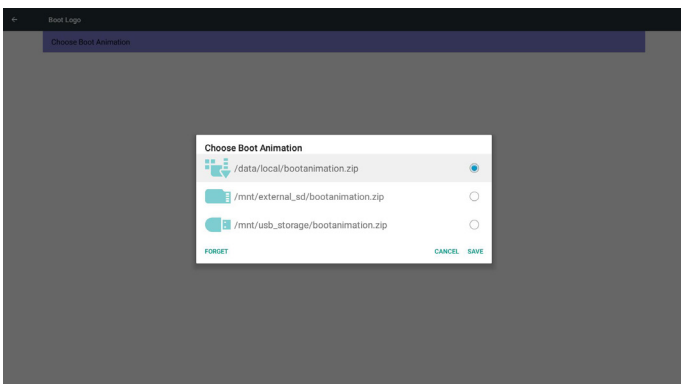 Boot Logo
Choose Boot Animation
Choose Boot Animation
/data/local/bootanimation.zip
/mnt/external_sd/bootanimation.zip
/mnt/usb_storage/bootanimation.zip
FORGET CANCEL SAVE